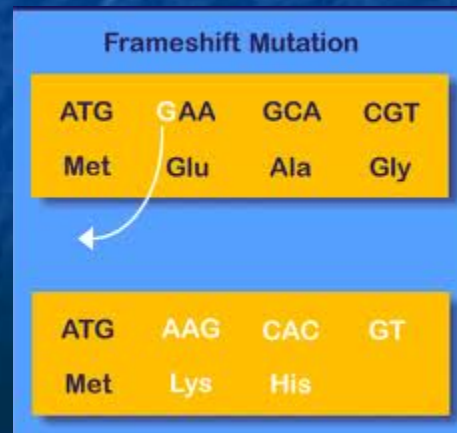 Frameshift Mutation
ATG GAA GCA CGT
Met Glu Ala Gly
ATG AAG CAC GT
Met Lys His